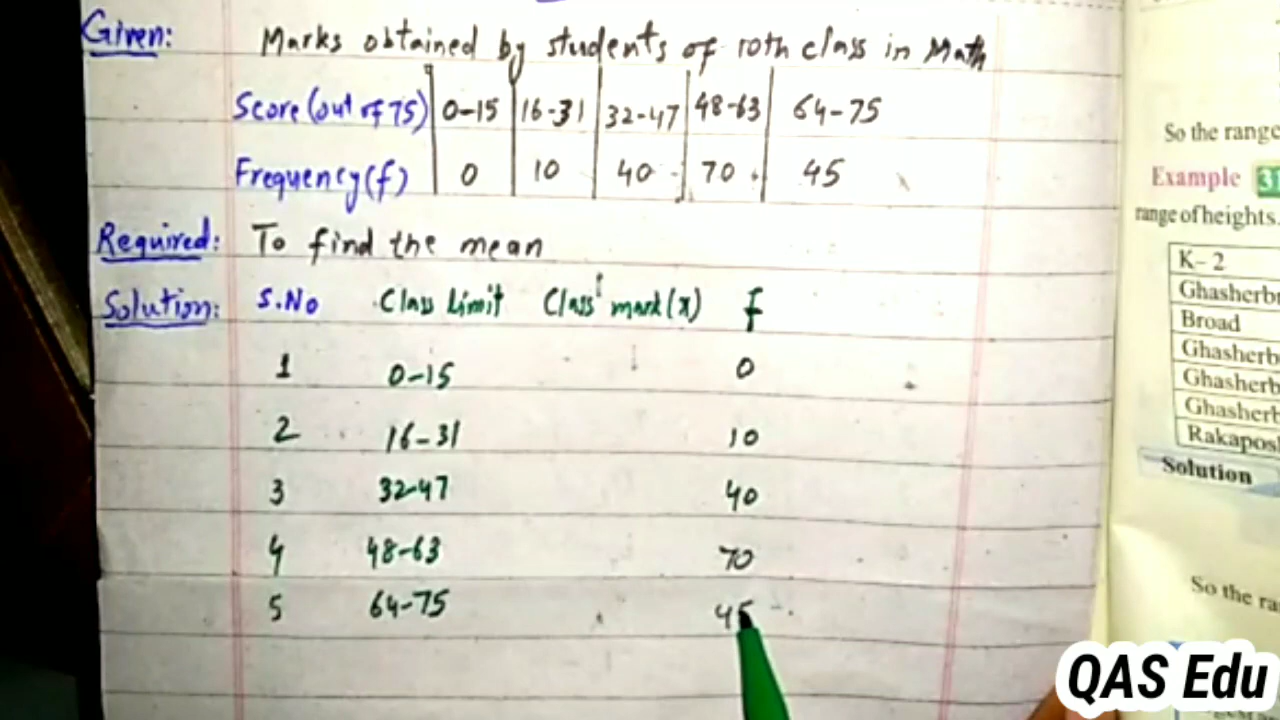 Given: Marks obtained by students of 10th class in Math
Score (out of 75) 0-15 16-31 32-47 48-63 64-75
Frequency (f) 0 10 40 70 45
Required: To find the mean
Solution: S.No Class Limit Class mark (x) f
1 0-15 0
2 16-31 10
3 32-47 40
4 48-63 70
5 64-75 45
So the range
Example
range of heights.
K-2
Broad
Solution
So the
QAS Edu